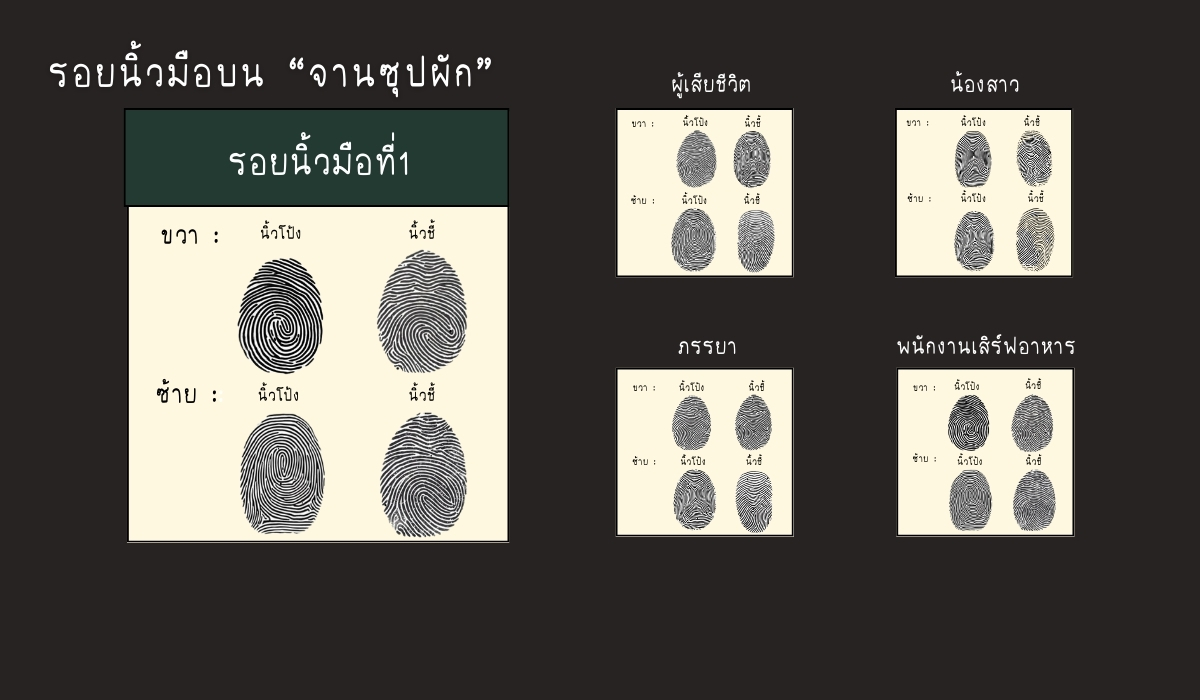 รอยนิ้วมือบน “จานซุปผัก”
รอยนิ้วมือที่1
ขวา : นิ้วโป้ง นิ้วชี้
ซ้าย : นิ้วโป้ง นิ้วชี้
ผู้เสียชีวิต
ขวา : นิ้วโป้ง นิ้วชี้
ซ้าย : นิ้วโป้ง นิ้วชี้
น้องสาว
ขวา : นิ้วโป้ง นิ้วชี้
ซ้าย : นิ้วโป้ง นิ้วชี้
ภรรยา
ขวา : นิ้วโป้ง นิ้วชี้
ซ้าย : นิ้วโป้ง นิ้วชี้
พนักงานเสิร์ฟอาหาร
ขวา : นิ้วโป้ง นิ้วชี้
ซ้าย : นิ้วโป้ง นิ้วชี้